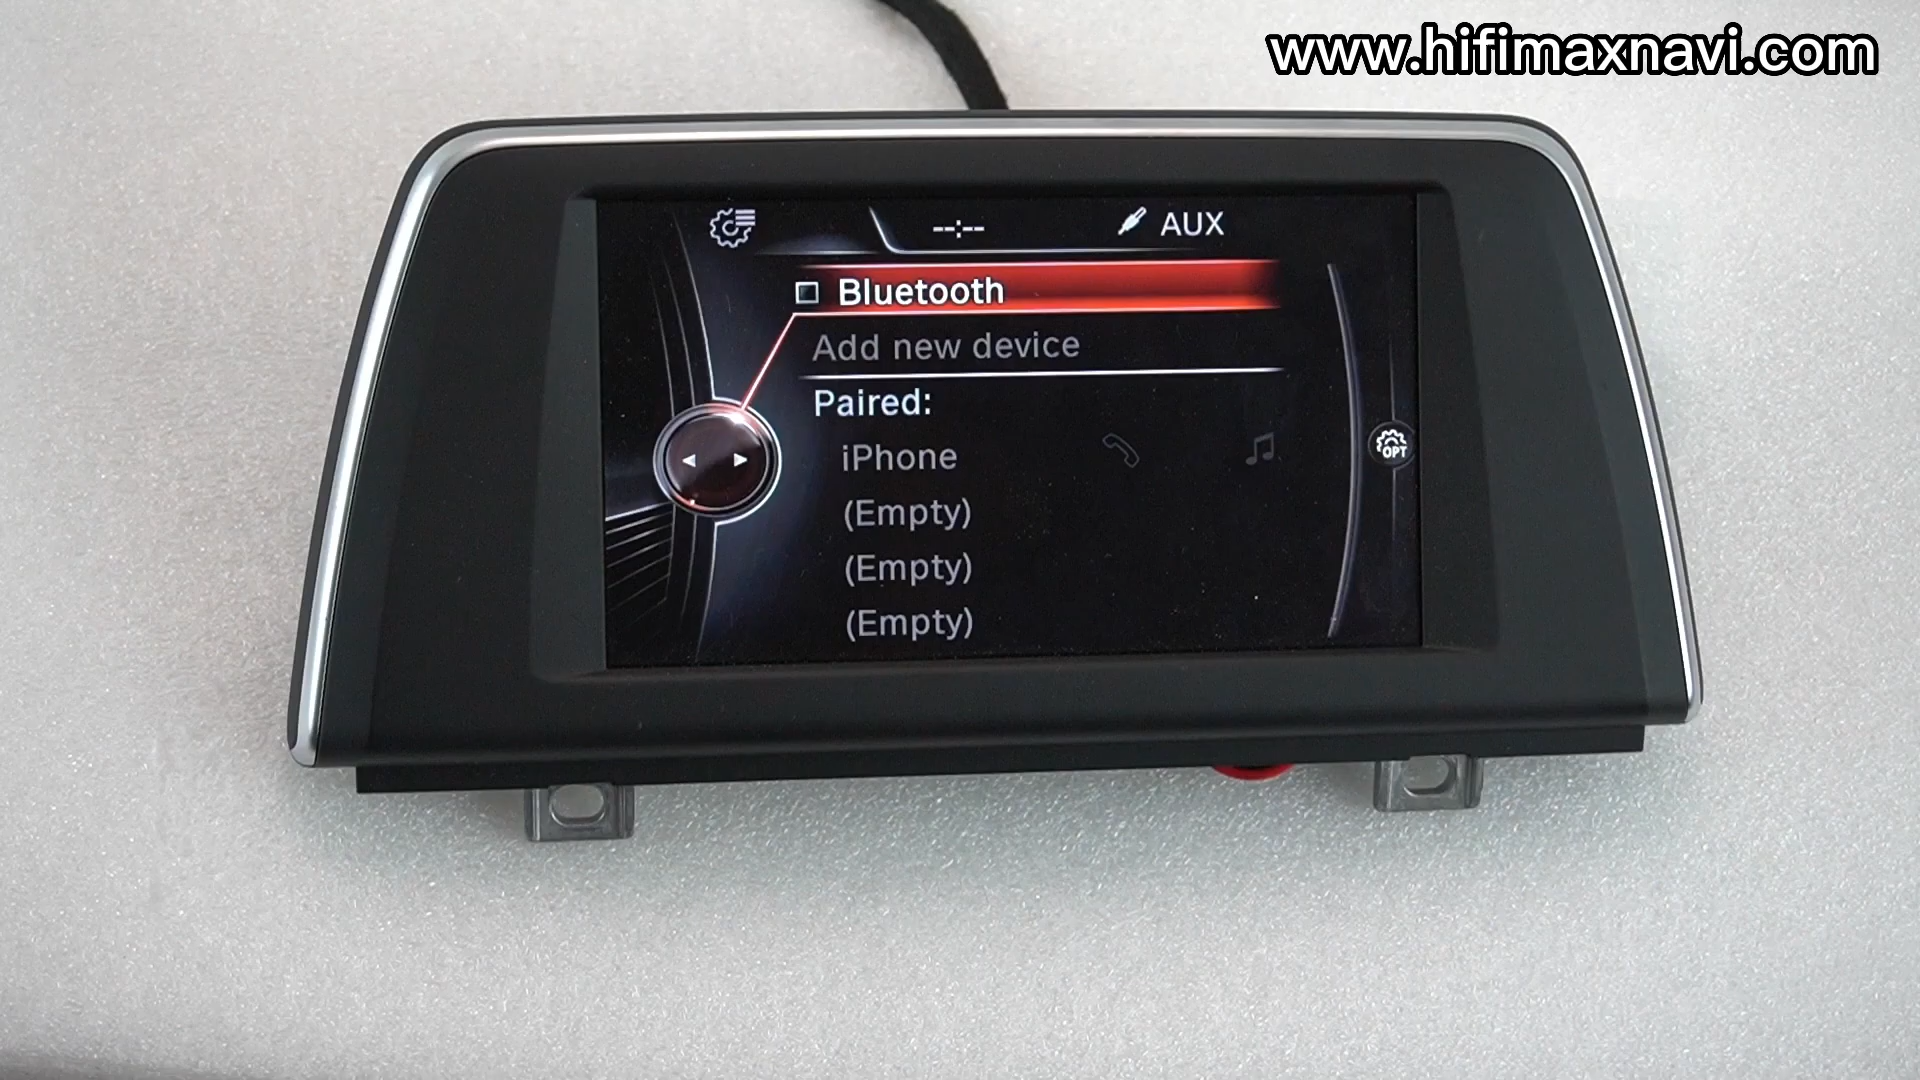 www.hifimaxnavi.com
--:-- AUX
Bluetooth
Add new device
Paired:
iPhone
(Empty)
OPT
(Empty)
(Empty)